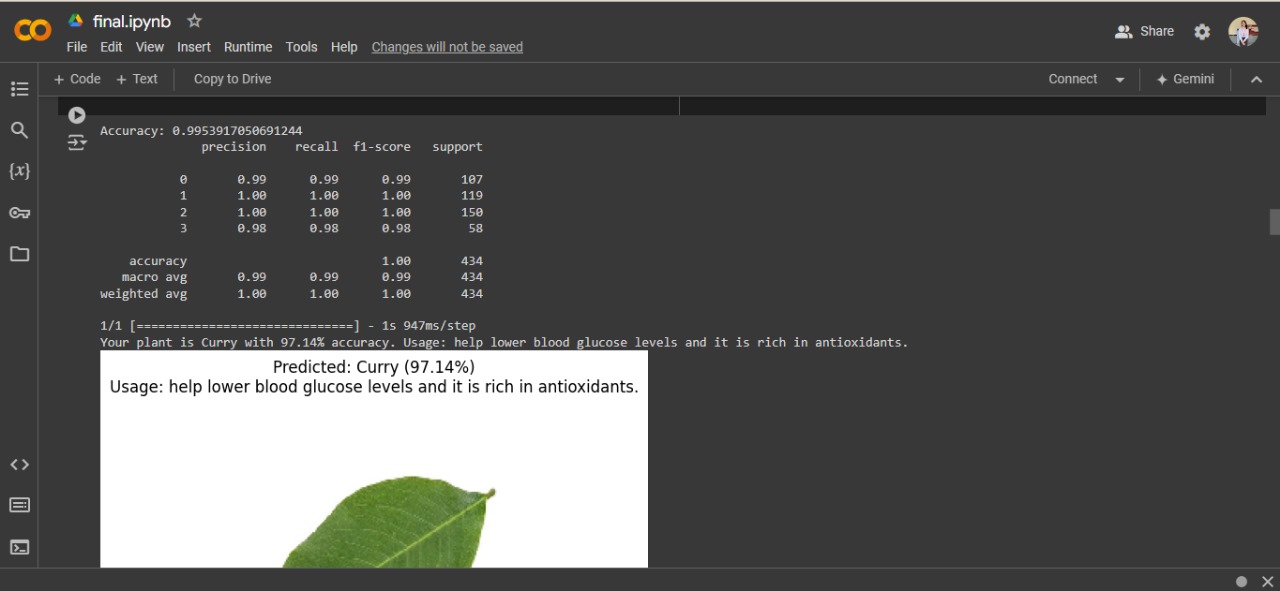 final.ipynb
File Edit View Insert Runtime Tools Help Changes will not be saved
Share
+ Code + Text Copy to Drive
Connect
Gemini
{x}
Accuracy: 0.9953917050691244
precision recall f1-score support
0 0.99 0.99 0.99 107
1 1.00 1.00 1.00 119
2 1.00 1.00 1.00 150
3 0.98 0.98 0.98 58
accuracy 1.00 434
macro avg 0.99 0.99 0.99 434
weighted avg 1.00 1.00 1.00 434
1/1 [==============================] - 1s 947ms/step
Your plant is Curry with 97.14% accuracy. Usage: help lower blood glucose levels and it is rich in antioxidants.
Predicted: Curry (97.14%)
Usage: help lower blood glucose levels and it is rich in antioxidants.